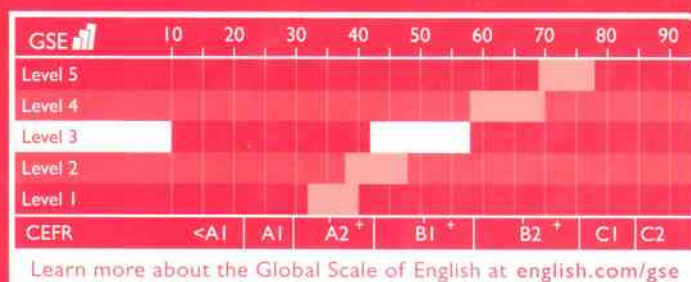 GSE 10 20 30 40 50 60 70 80 90
Level 5
Level 4
Level 3
Level 2
Level 1
CEFR <A1 A1 A2 + B1 + B2 + C1 C2
Learn more about the Global Scale of English at english.com/gse